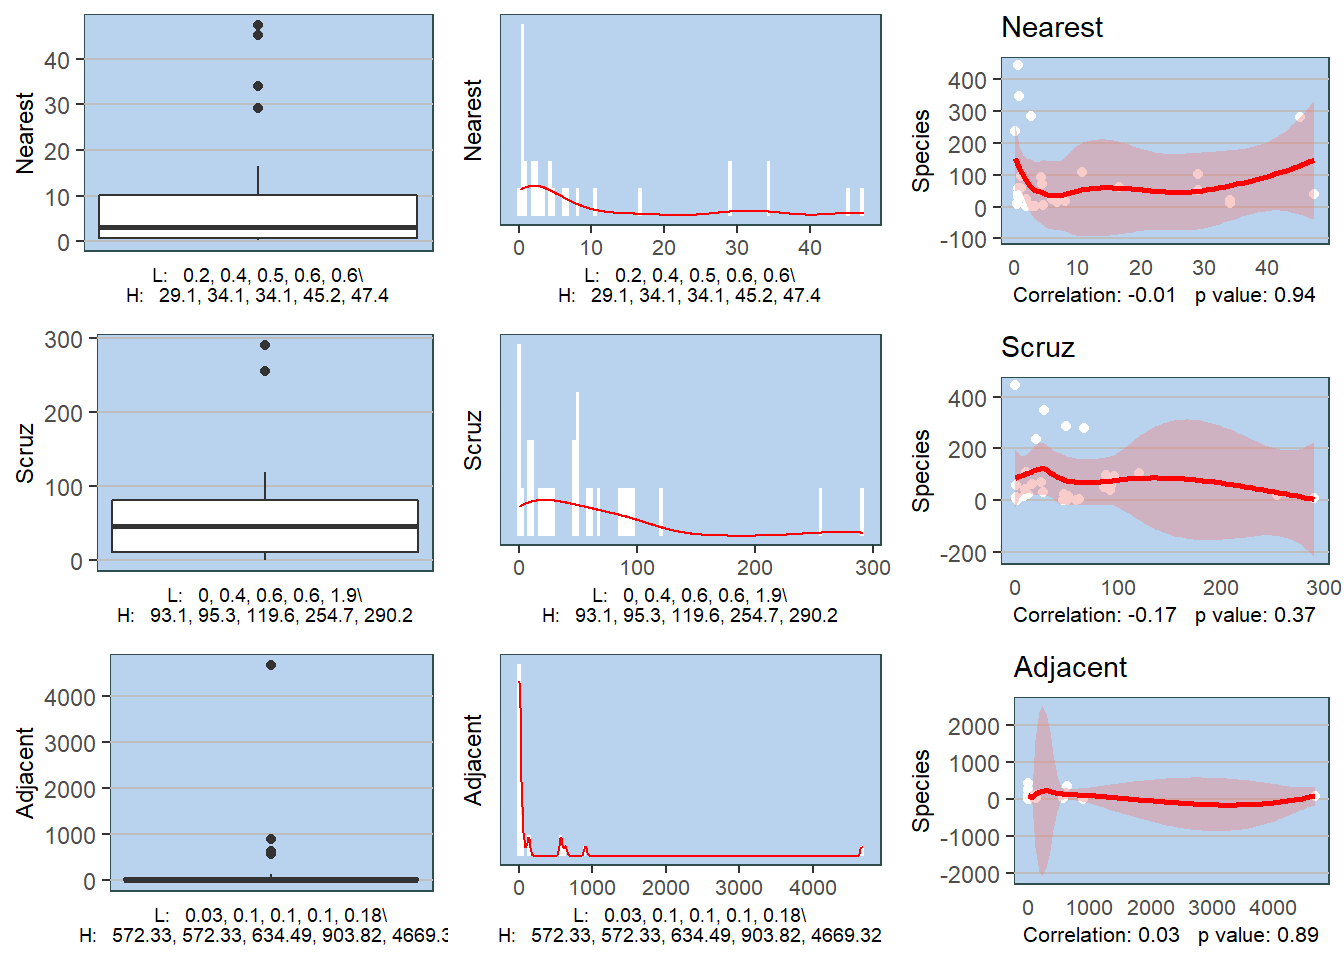 Nearest
40
30
20
10
0
L: 0.2, 0.4, 0.5, 0.6, 0.6\
H: 29.1, 34.1, 34.1, 45.2, 47.4
Nearest
0 10 20 30 40
L: 0.2, 0.4, 0.5, 0.6, 0.6\
H: 29.1, 34.1, 34.1, 45.2, 47.4
Nearest
Species
400
300
200
100
0
-100
0 10 20 30 40
Correlation: -0.01 p value: 0.94
Scruz
300
200
100
0
L: 0, 0.4, 0.6, 0.6, 1.9\
H: 93.1, 95.3, 119.6, 254.7, 290.2
Scruz
0 100 200 300
L: 0, 0.4, 0.6, 0.6, 1.9\
H: 93.1, 95.3, 119.6, 254.7, 290.2
Scruz
Species
400
200
0
-200
0 100 200 300
Correlation: -0.17 p value: 0.37
Adjacent
4000
3000
2000
1000
0
L: 0.03, 0.1, 0.1, 0.1, 0.18\
H: 572.33, 572.33, 634.49, 903.82, 4669.3
Adjacent
0 1000 2000 3000 4000
L: 0.03, 0.1, 0.1, 0.1, 0.18\
H: 572.33, 572.33, 634.49, 903.82, 4669.32
Adjacent
Species
2000
1000
0
-1000
-2000
0 1000 2000 3000 4000
Correlation: 0.03 p value: 0.89